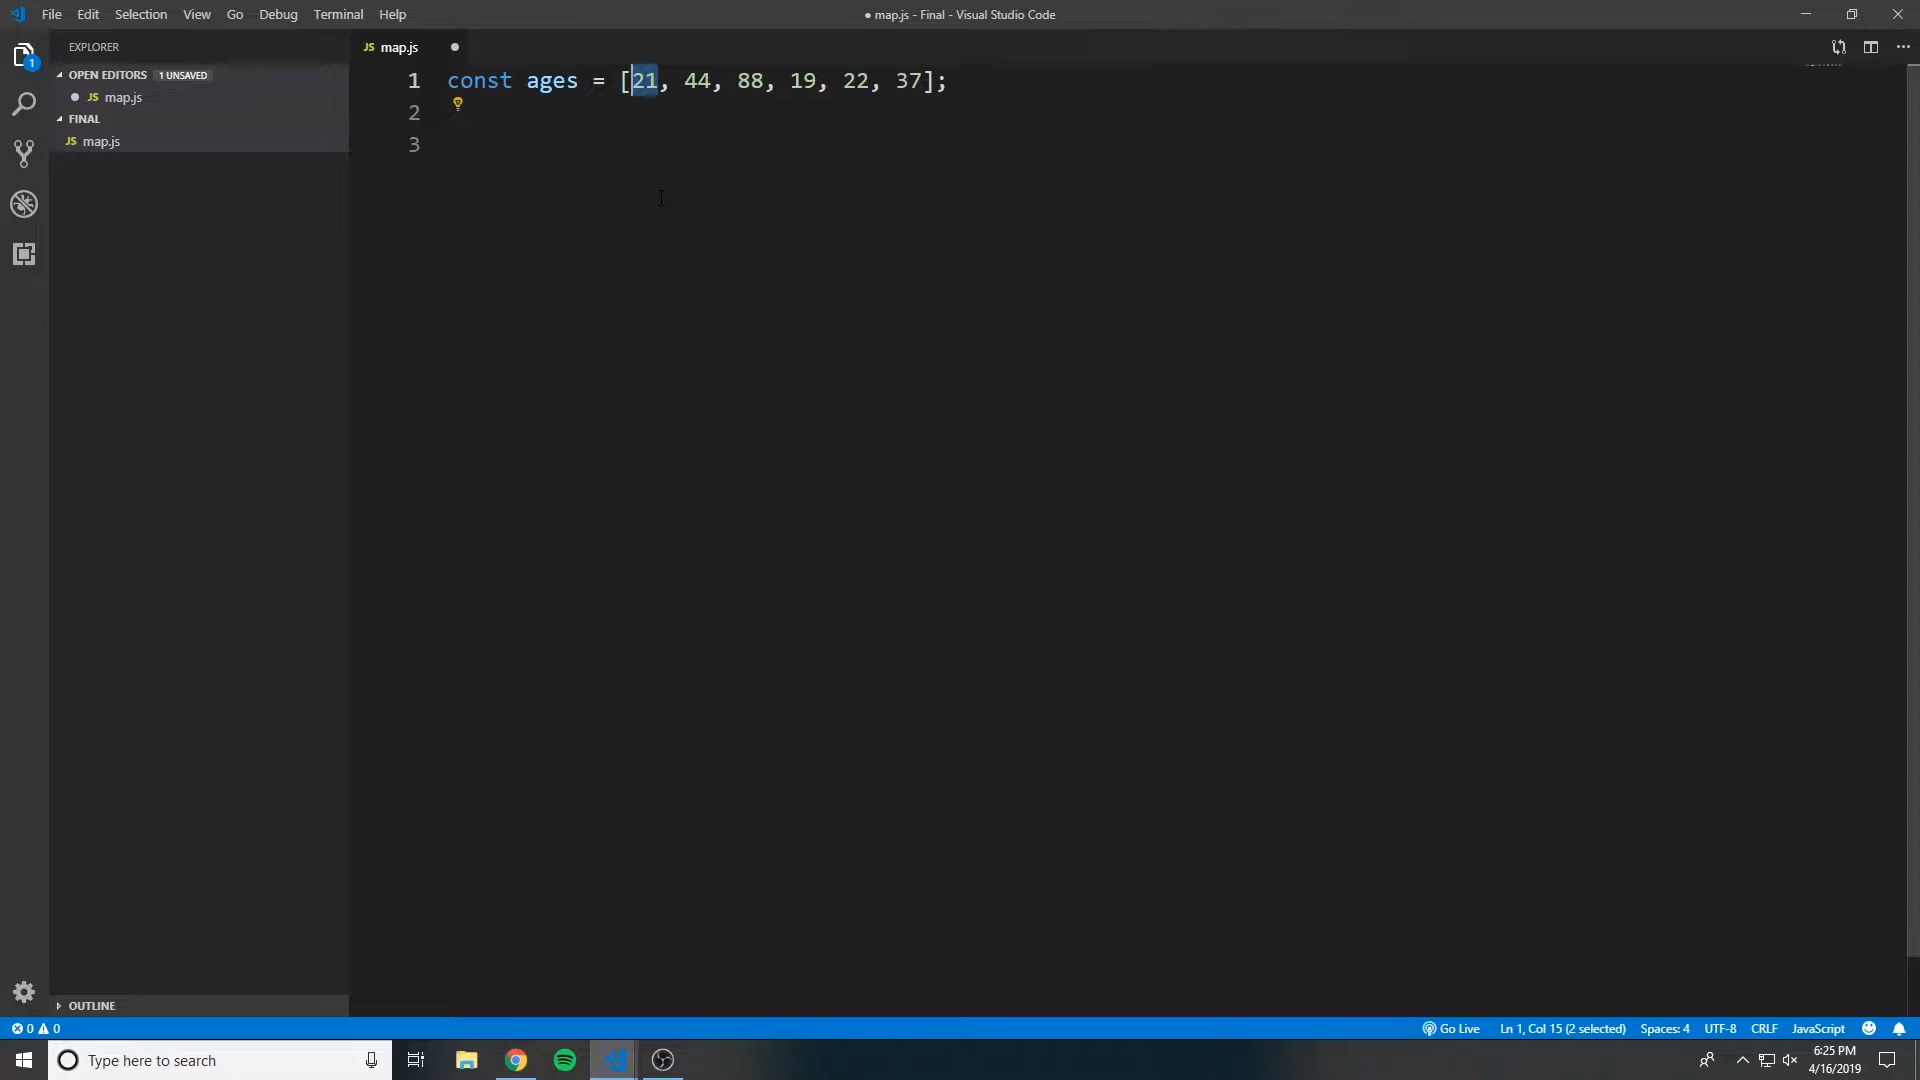 File Edit Selection View Go Debug Terminal Help
● map.js - Final - Visual Studio Code
EXPLORER
OPEN EDITORS 1 UNSAVED
JS map.js
FINAL
JS map.js
JS map.js
1 const ages = [21, 44, 88, 19, 22, 37];
2
3
1
OUTLINE
0 0
Go Live Ln 1, Col 15 (2 selected) Spaces: 4 UTF-8 CRLF JavaScript
Type here to search
6:25 PM
4/16/2019